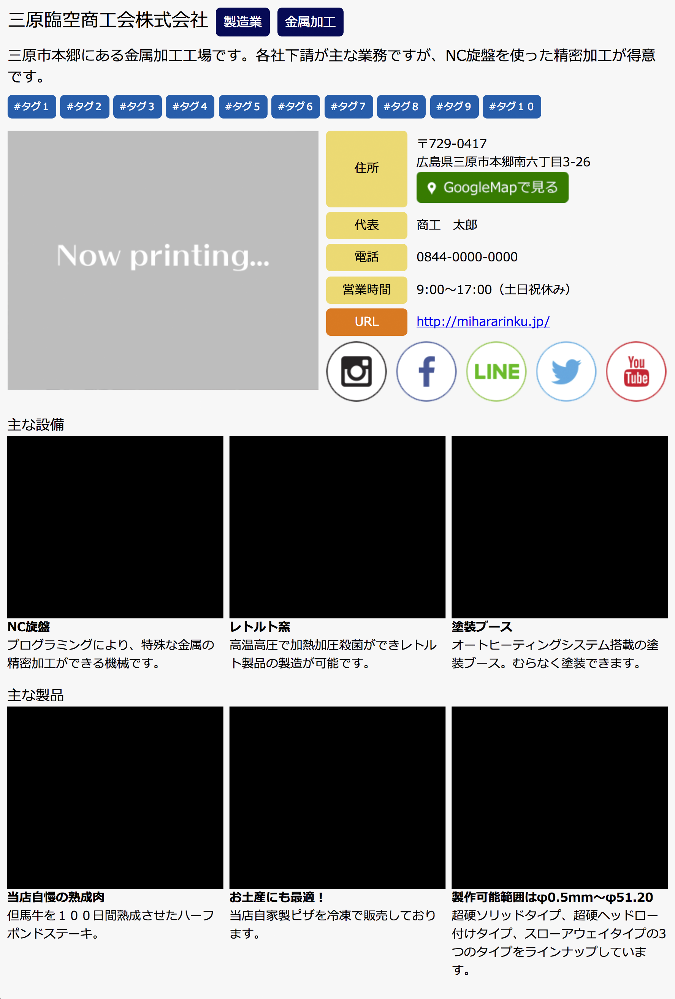 三原臨空商工会株式会社 製造業 金属加工
三原市本郷にある金属加工工場です。各社下請が主な業務ですが、NC旋盤を使った精密加工が得意
です。
#タグ１ #タグ２ #タグ３ #タグ４ #タグ５ #タグ６ #タグ７ #タグ８ #タグ９ #タグ１０
Now printing...
住所
〒729-0417
広島県三原市本郷南六丁目3-26
GoogleMapで見る
代表 商工　太郎
電話 0844-0000-0000
営業時間 9:00〜17:00（土日祝休み）
URL http://mihararinku.jp/
f LINE You Tube
主な設備
NC旋盤
プログラミングにより、特殊な金属の
精密加工ができる機械です。
レトルト窯
高温高圧で加熱加圧殺菌ができレトル
ト製品の製造が可能です。
塗装ブース
オートヒーティングシステム搭載の塗
装ブース。むらなく塗装できます。
主な製品
当店自慢の熟成肉
但馬牛を１００日間熟成させたハーフ
ポンドステーキ。
お土産にも最適！
当店自家製ピザを冷凍で販売しており
ます。
製作可能範囲はφ0.5mm〜φ51.20
超硬ソリッドタイプ、超硬ヘッドロー
付けタイプ、スローアウェイタイプの3
つのタイプをラインナップしていま
す。